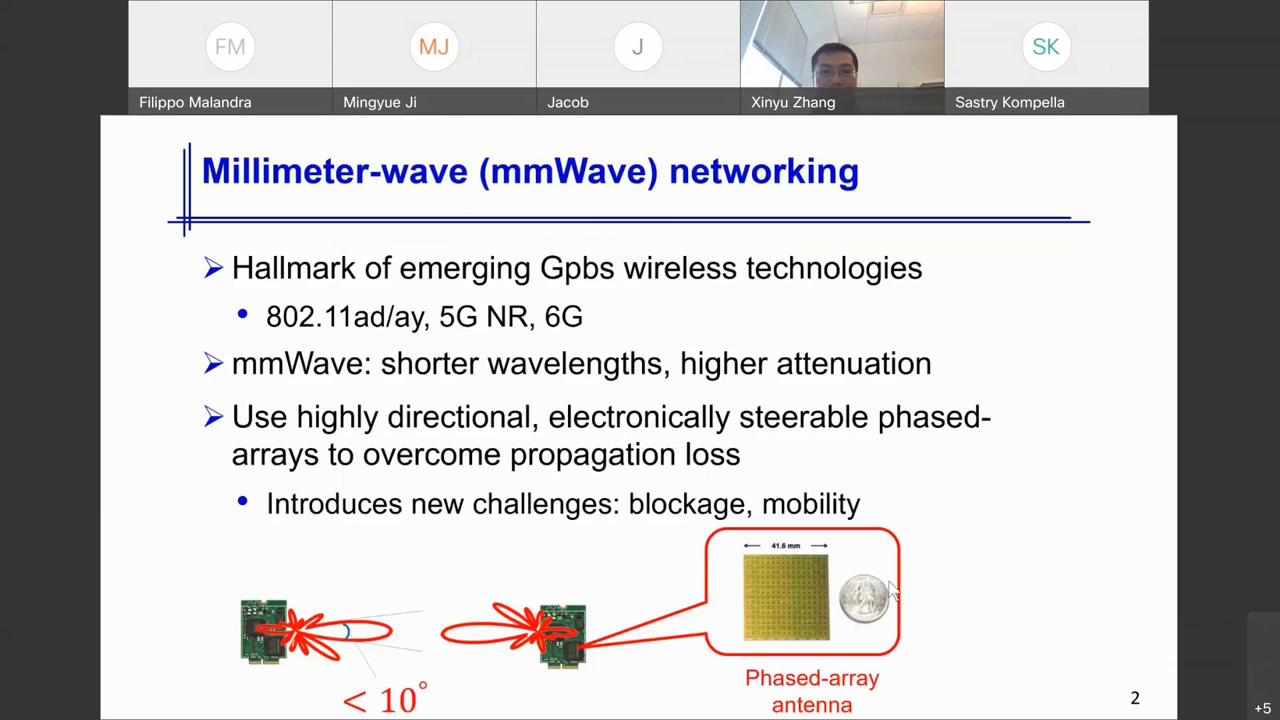 FM
MJ
J
SK
Filippo Malandra
Mingyue Ji
Jacob
Xinyu Zhang
Sastry Kompella
Millimeter-wave (mmWave) networking
Hallmark of emerging Gpbs wireless technologies
802.11ad/ay, 5G NR, 6G
mmWave: shorter wavelengths, higher attenuation
Use highly directional, electronically steerable phased-
arrays to overcome propagation loss
Introduces new challenges: blockage, mobility
41.6 mm
< 10°
Phased-array
antenna
2
+5